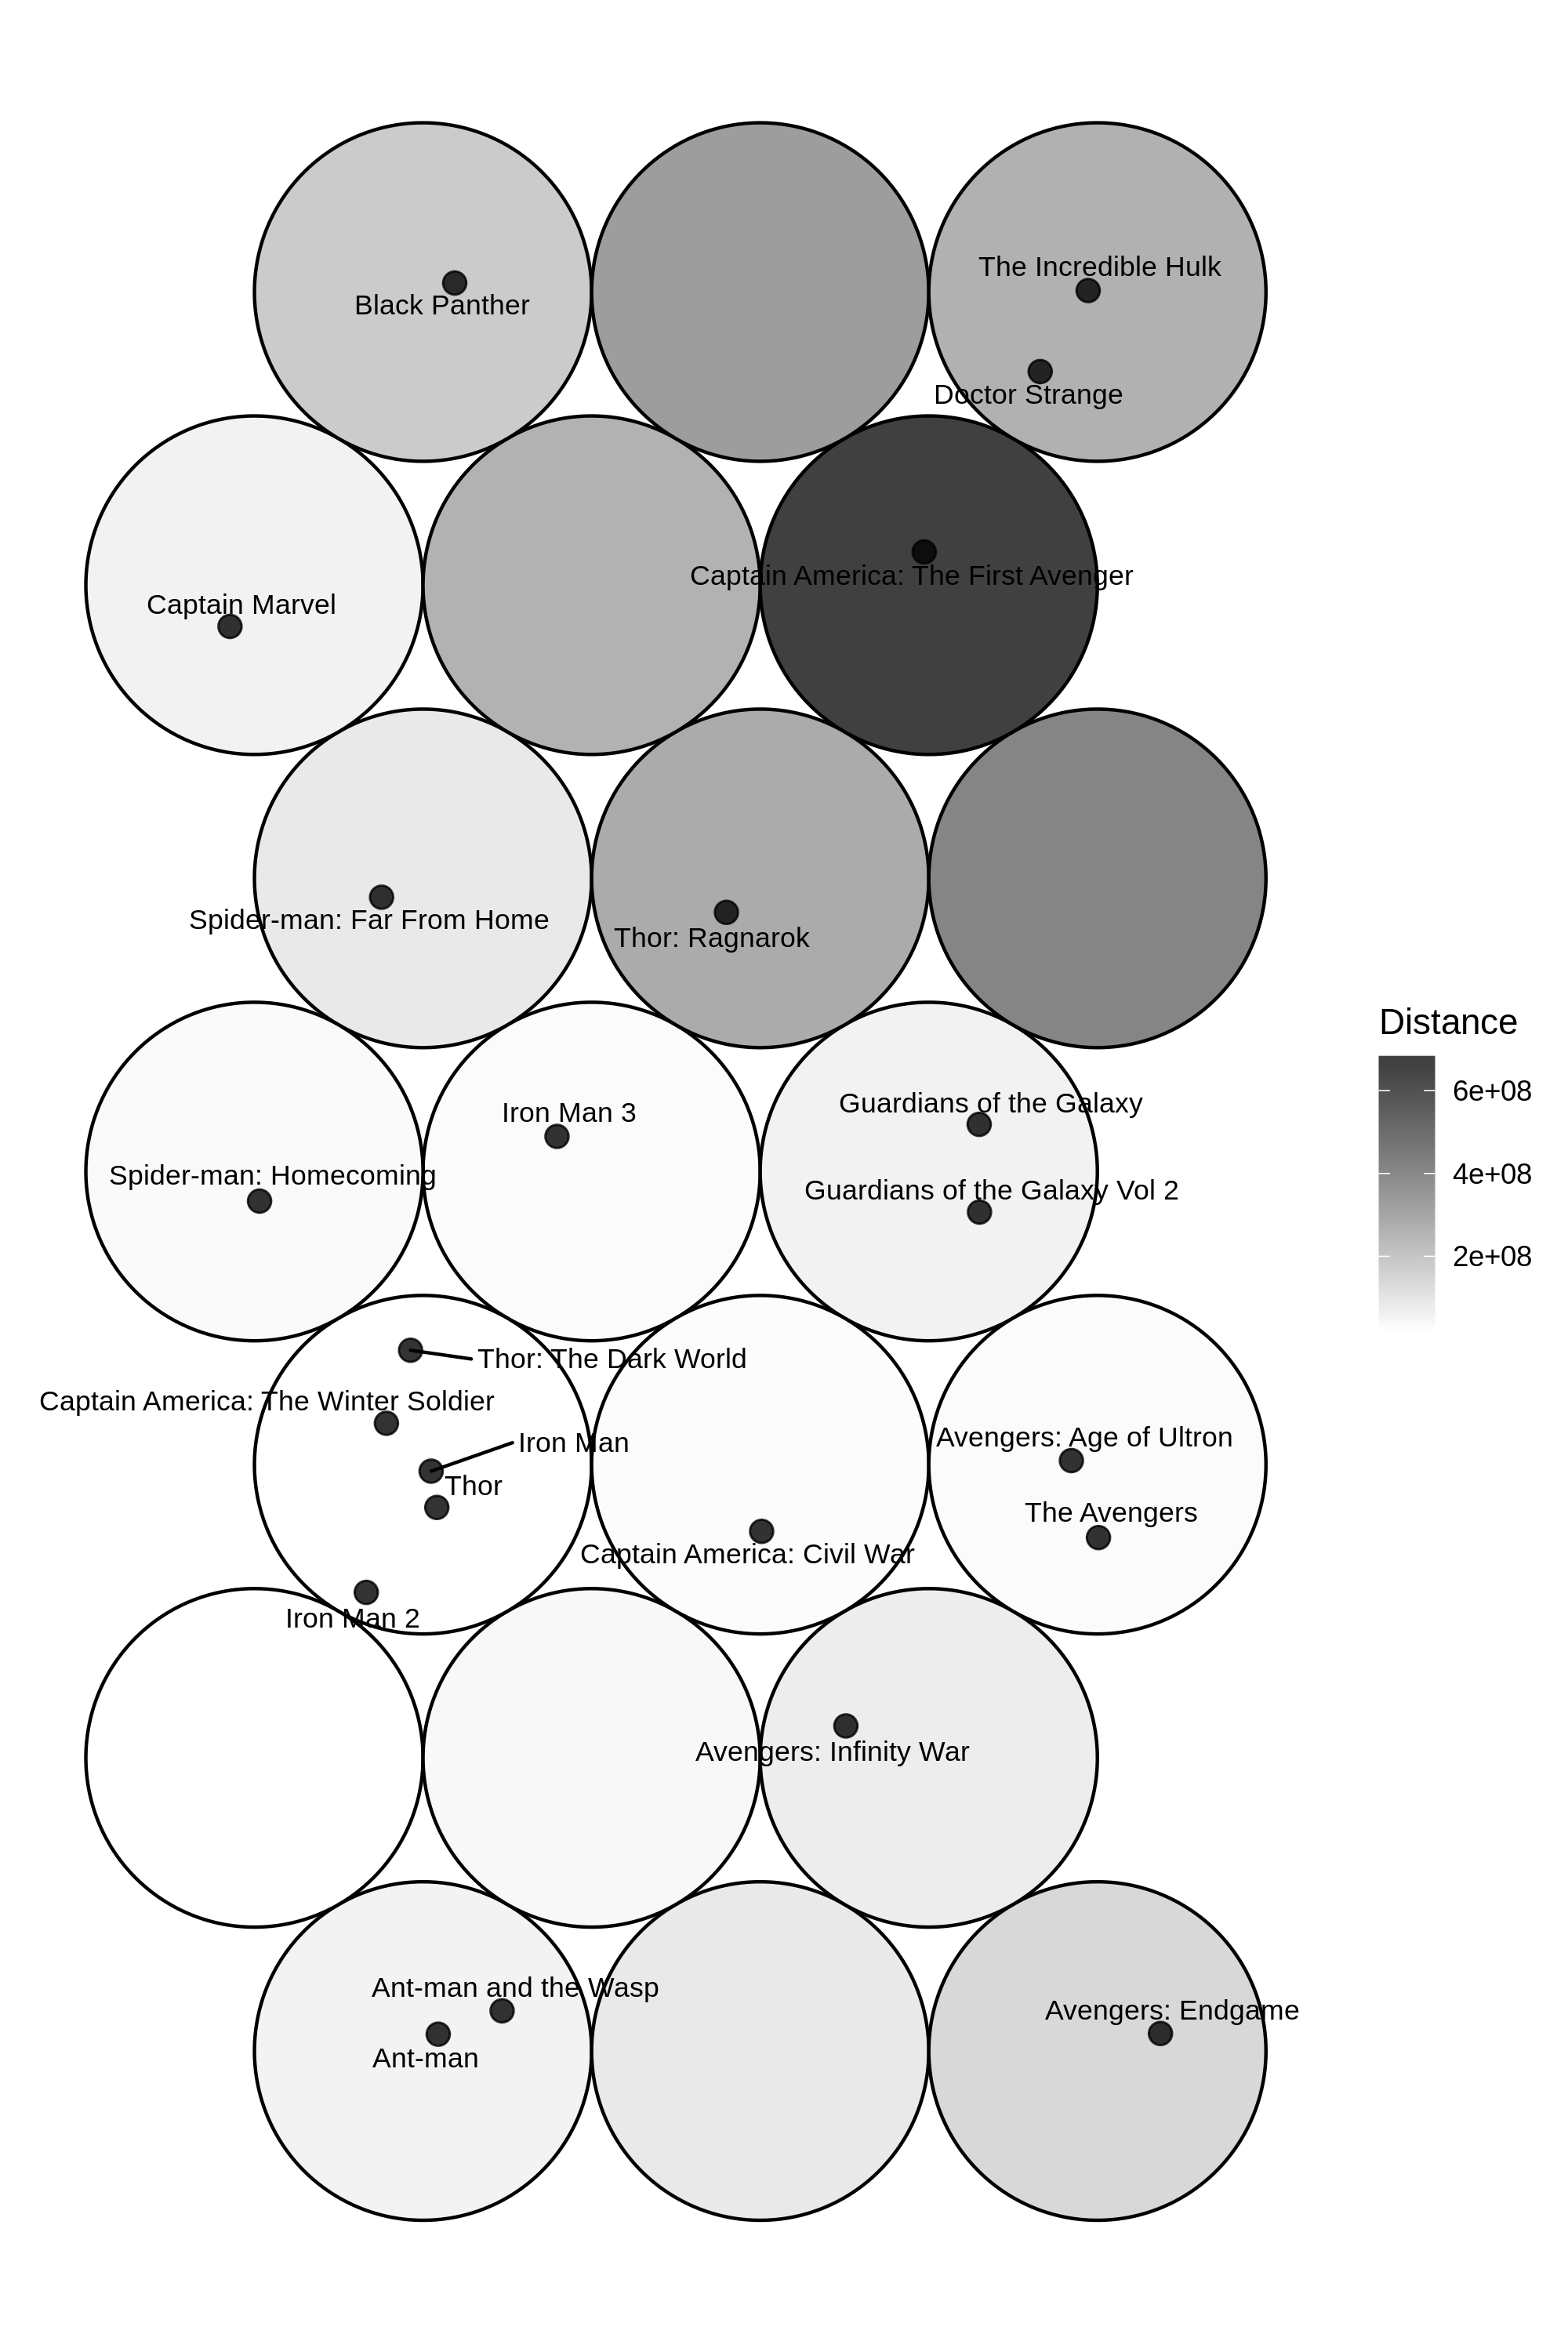 The Incredible Hulk
Black Panther
Doctor Strange
Captain America: The First Avenger
Captain Marvel
Spider-man: Far From Home
Thor: Ragnarok
Distance
6e+08
4e+08
2e+08
Guardians of the Galaxy
Iron Man 3
Spider-man: Homecoming
Guardians of the Galaxy Vol 2
Thor: The Dark World
Captain America: The Winter Soldier
Iron Man
Avengers: Age of Ultron
Thor
The Avengers
Captain America: Civil War
Iron Man 2
Avengers: Infinity War
Ant-man and the Wasp
Avengers: Endgame
Ant-man